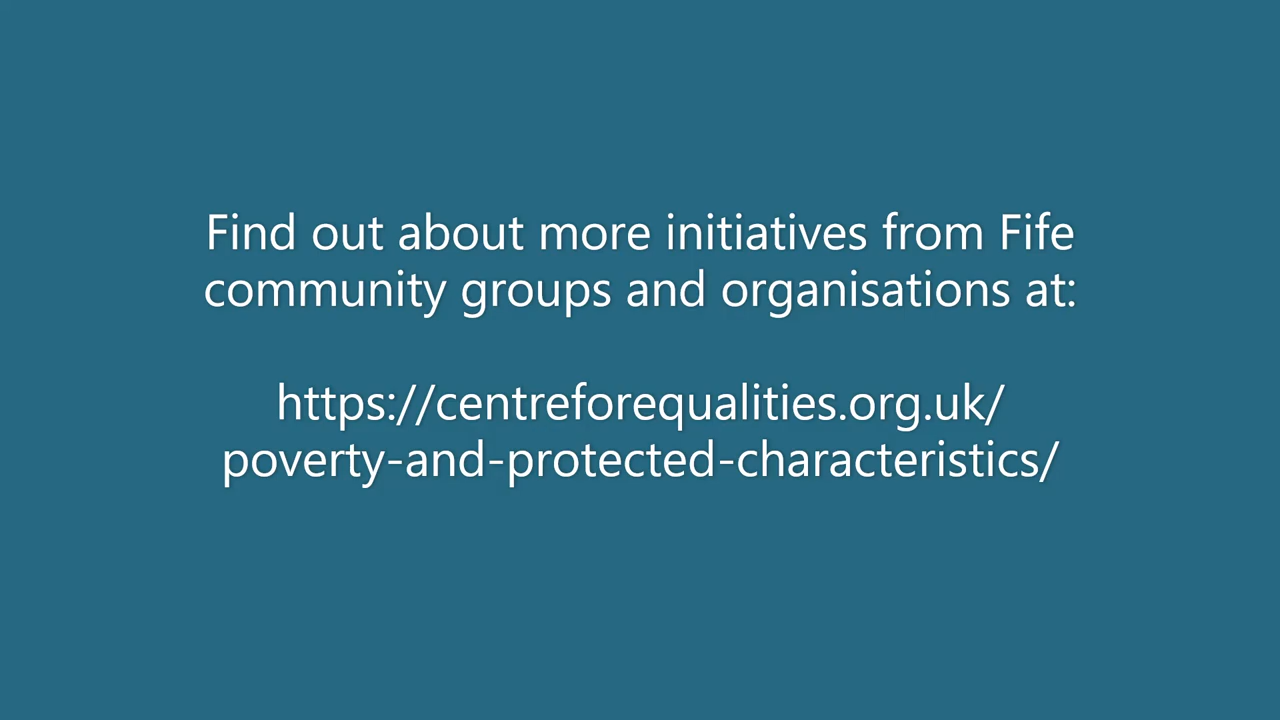 Find out about more initiatives from Fife
community groups and organisations at:
https://centreforequalities.org.uk/
poverty-and-protected-characteristics/